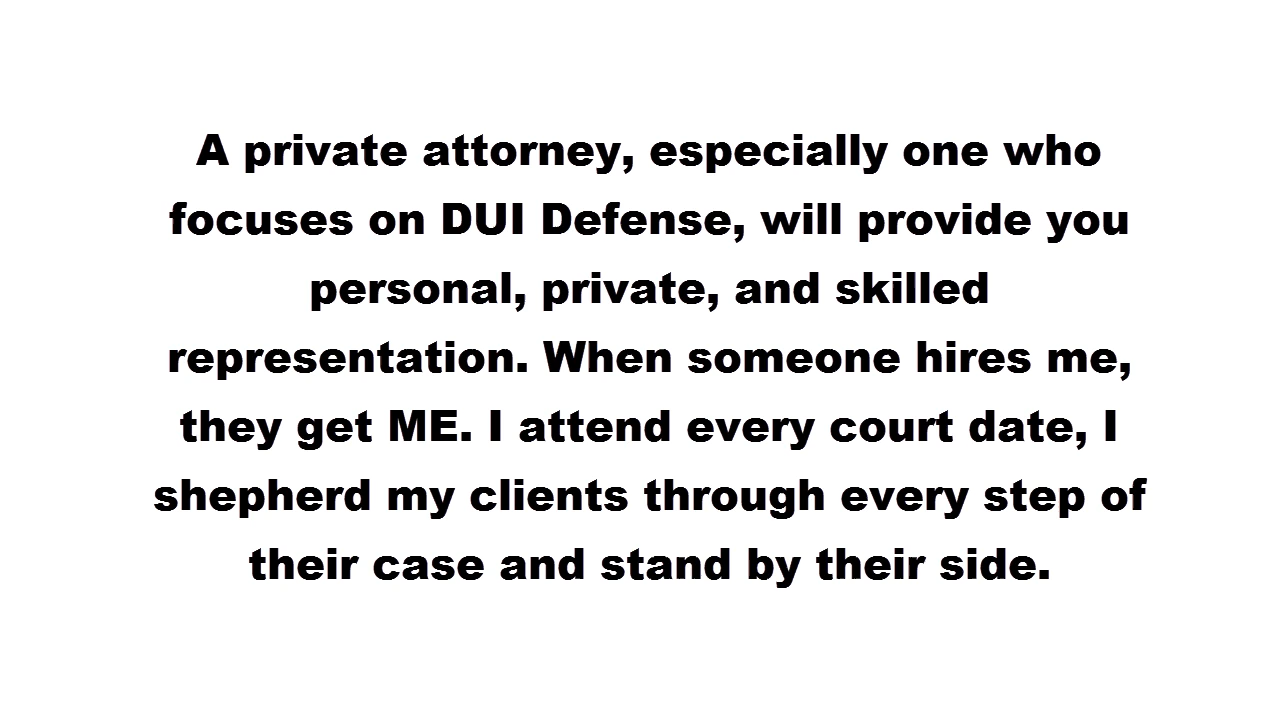 A private attorney, especially one who
focuses on DUI Defense, will provide you
personal, private, and skilled
representation. When someone hires me,
they get ME. I attend every court date, I
shepherd my clients through every step of
their case and stand by their side.